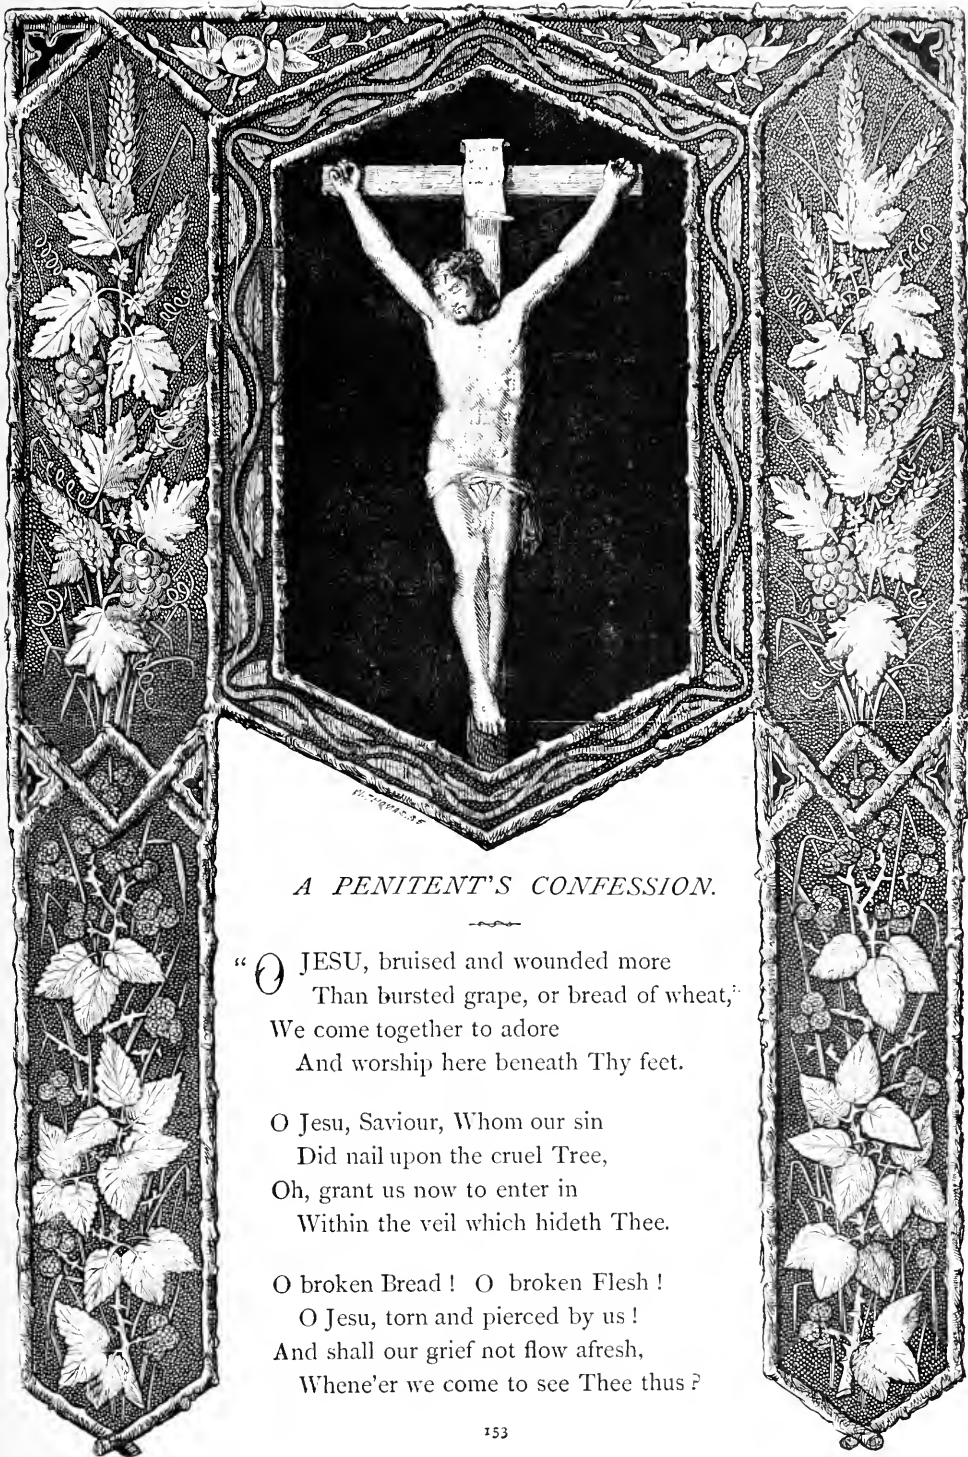 A PENITENT'S CONFESSION.
"O JESU, bruised and wounded more
Than bursted grape, or bread of wheat,"
We come together to adore
And worship here beneath Thy feet.
O Jesu, Saviour, Whom our sin
Did nail upon the cruel Tree,
Oh, grant us now to enter in
Within the veil which hideth Thee.
O broken Bread ! O broken Flesh !
O Jesu, torn and pierced by us !
And shall our grief not flow afresh,
Whene'er we come to see Thee thus ?
153